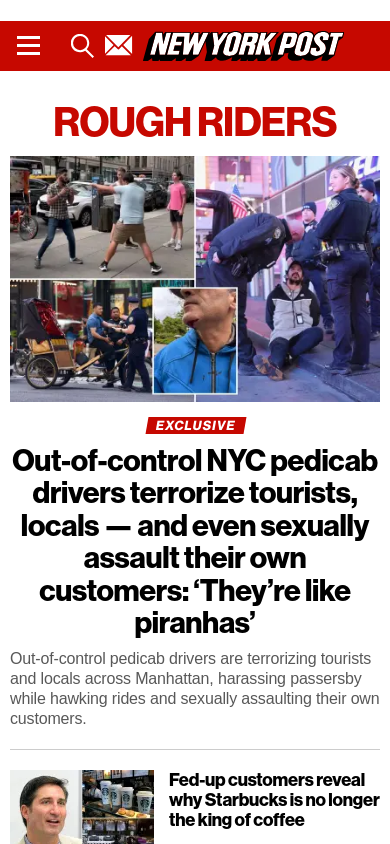 NEW YORK POST
ROUGH RIDERS
EXCLUSIVE
Out-of-control NYC pedicab
drivers terrorize tourists,
locals — and even sexually
assault their own
customers: ‘They’re like
piranhas’
Out-of-control pedicab drivers are terrorizing tourists
and locals across Manhattan, harassing passersby
while hawking rides and sexually assaulting their own
customers.
Fed-up customers reveal
why Starbucks is no longer
the king of coffee